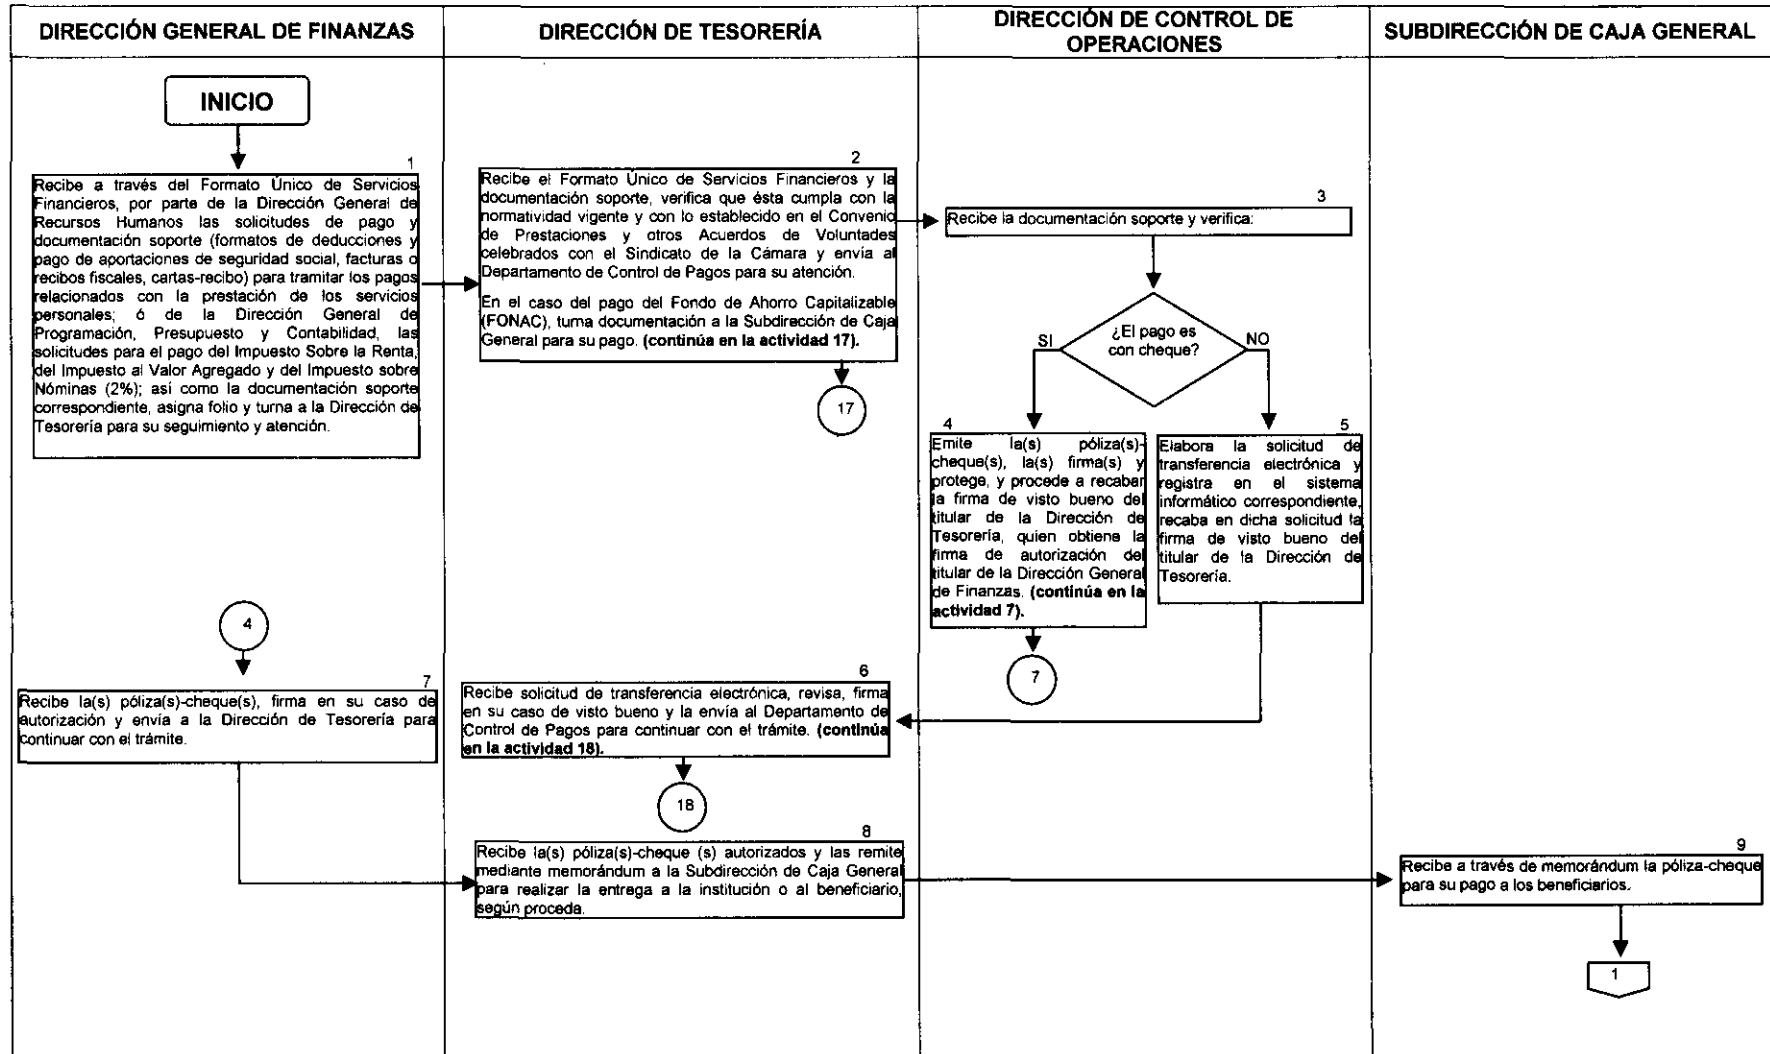 DIRECCIÓN GENERAL DE FINANZAS
DIRECCIÓN DE TESORERÍA
DIRECCIÓN DE CONTROL DE
OPERACIONES
SUBDIRECCIÓN DE CAJA GENERAL
INICIO
1
Recibe a través del Formato Único de Servicios
Financieros, por parte de la Dirección General de
Recursos Humanos las solicitudes de pago y
documentación soporte (formatos de deducciones y
pago de aportaciones de seguridad social, facturas o
recibos fiscales, cartas-recibo) para tramitar los pagos
relacionados con la prestación de los servicios
personales; ó de la Dirección General de
Programación, Presupuesto y Contabilidad, las
solicitudes para el pago del Impuesto Sobre la Renta,
del Impuesto al Valor Agregado y del Impuesto sobre
Nóminas (2%); así como la documentación soporte
correspondiente, asigna folio y turna a la Dirección de
Tesorería para su seguimiento y atención.
2
Recibe el Formato Único de Servicios Financieros y la
documentación soporte, verifica que ésta cumpla con la
normatividad vigente y con lo establecido en el Convenio
de Prestaciones y otros Acuerdos de Voluntades
celebrados con el Sindicato de la Cámara y envía al
Departamento de Control de Pagos para su atención.
En el caso del pago del Fondo de Ahorro Capitalizable
(FONAC), turna documentación a la Subdirección de Caja
General para su pago. (continúa en la actividad 17).
17
3
Recibe la documentación soporte y verifica:
¿El pago es
con cheque?
SI
NO
4
Emite la(s) póliza(s)-
cheque(s), la(s) firma(s) y
protege, y procede a recabar
la firma de visto bueno del
titular de la Dirección de
Tesorería, quien obtiene la
firma de autorización del
titular de la Dirección General
de Finanzas. (continúa en la
actividad 7).
7
5
Elabora la solicitud de
transferencia electrónica y
registra en el sistema
informático correspondiente,
recaba en dicha solicitud la
firma de visto bueno del
titular de la Dirección de
Tesorería.
4
7
Recibe la(s) póliza(s)-cheque(s), firma en su caso de
autorización y envía a la Dirección de Tesorería para
continuar con el trámite.
6
Recibe solicitud de transferencia electrónica, revisa, firma
en su caso de visto bueno y la envía al Departamento de
Control de Pagos para continuar con el trámite. (continúa
en la actividad 18).
18
8
Recibe la(s) póliza(s)-cheque (s) autorizados y las remite
mediante memorándum a la Subdirección de Caja General
para realizar la entrega a la institución o al beneficiario,
según proceda.
9
Recibe a través de memorándum la póliza-cheque
para su pago a los beneficiarios.
1